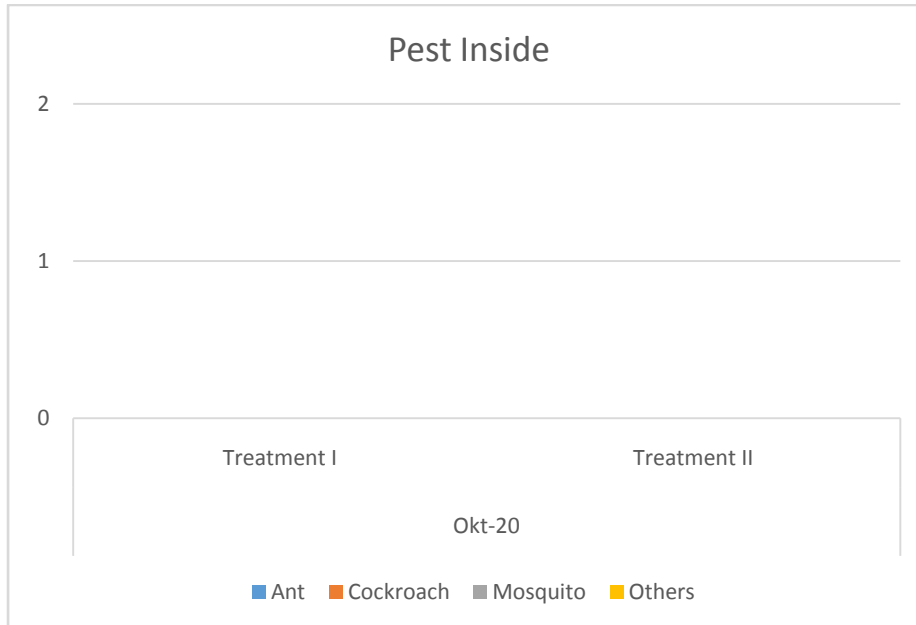 Pest Inside
2
1
0
Treatment I Treatment II
Okt-20
Ant Cockroach Mosquito Others